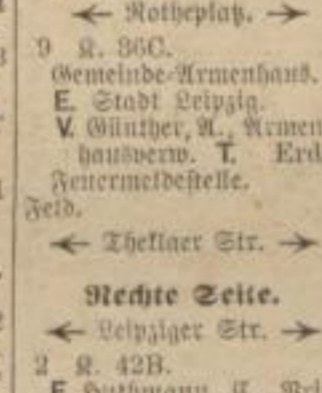 ← Rotheplatz. →
9 K. 36C.
Gemeinde-Armenhaus.
E. Stadt Leipzig.
V. Günther, A., Armen
hausverw. T. Erd
Feuermeldestelle.
Feld.
← Theklaer Str. →
Rechte Seite.
← Leipziger Str. →
2 K. 42B.
E. Huthmann